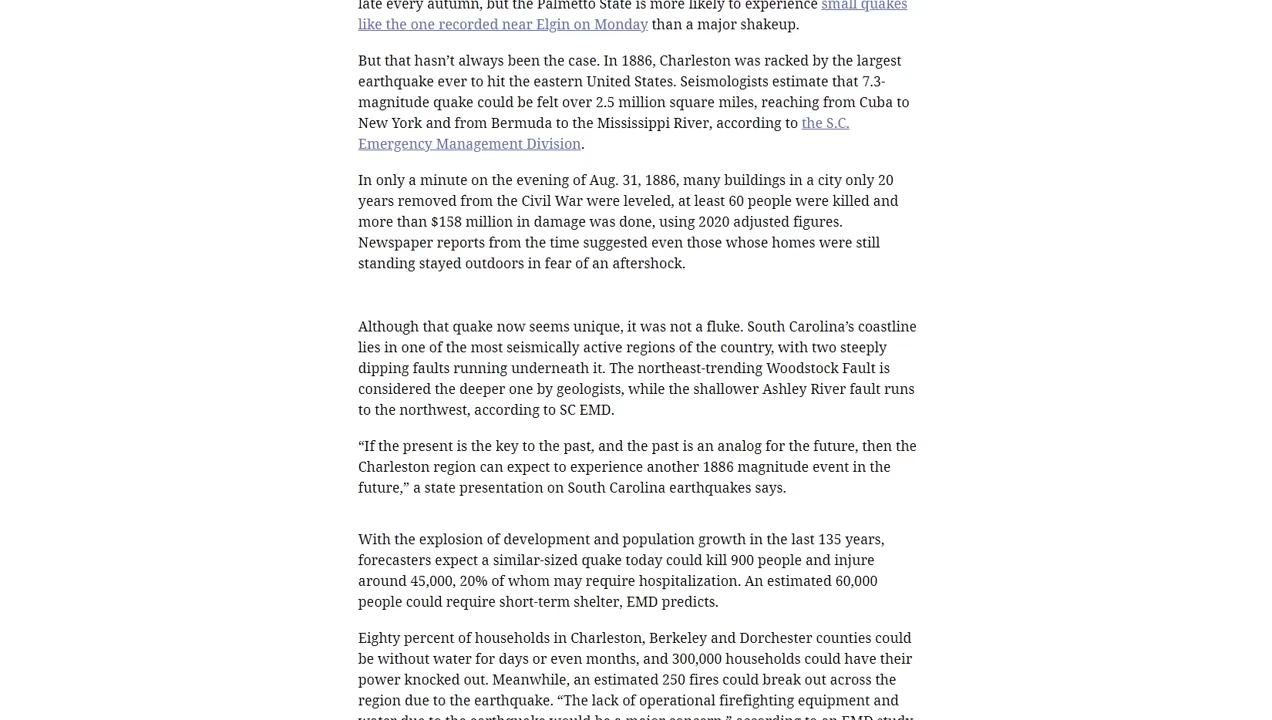 late every autumn, but the Palmetto State is more likely to experience small quakes
like the one recorded near Elgin on Monday than a major shakeup.
But that hasn’t always been the case. In 1886, Charleston was racked by the largest
earthquake ever to hit the eastern United States. Seismologists estimate that 7.3-
magnitude quake could be felt over 2.5 million square miles, reaching from Cuba to
New York and from Bermuda to the Mississippi River, according to the S.C.
Emergency Management Division.
In only a minute on the evening of Aug. 31, 1886, many buildings in a city only 20
years removed from the Civil War were leveled, at least 60 people were killed and
more than $158 million in damage was done, using 2020 adjusted figures.
Newspaper reports from the time suggested even those whose homes were still
standing stayed outdoors in fear of an aftershock.
Although that quake now seems unique, it was not a fluke. South Carolina’s coastline
lies in one of the most seismically active regions of the country, with two steeply
dipping faults running underneath it. The northeast-trending Woodstock Fault is
considered the deeper one by geologists, while the shallower Ashley River fault runs
to the northwest, according to SC EMD.
“If the present is the key to the past, and the past is an analog for the future, then the
Charleston region can expect to experience another 1886 magnitude event in the
future,” a state presentation on South Carolina earthquakes says.
With the explosion of development and population growth in the last 135 years,
forecasters expect a similar-sized quake today could kill 900 people and injure
around 45,000, 20% of whom may require hospitalization. An estimated 60,000
people could require short-term shelter, EMD predicts.
Eighty percent of households in Charleston, Berkeley and Dorchester counties could
be without water for days or even months, and 300,000 households could have their
power knocked out. Meanwhile, an estimated 250 fires could break out across the
region due to the earthquake. “The lack of operational firefighting equipment and
water due to the earthquake would be a major concern,” according to an EMD study